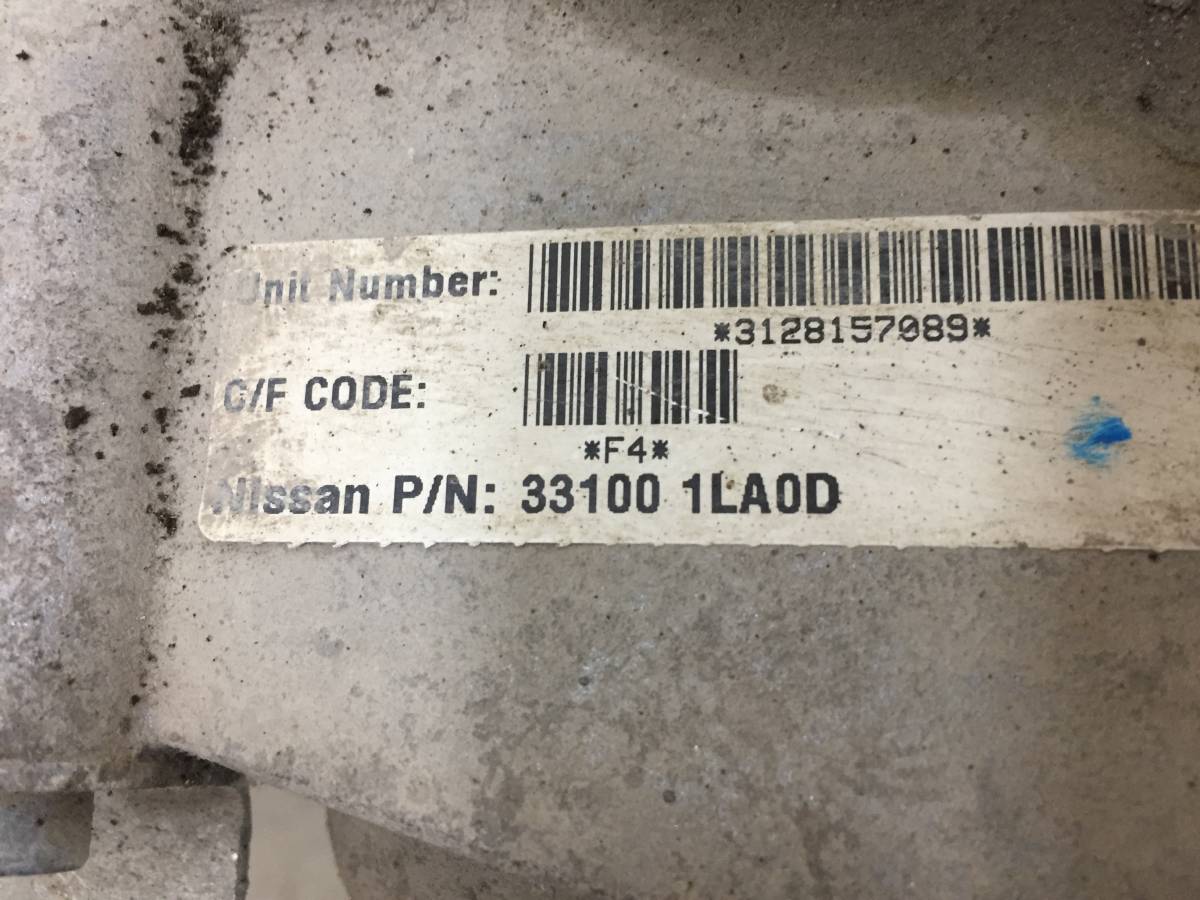 Unit Number:
*3128157089*
C/F CODE:
*F4*
Nissan P/N: 33100 1LA0D